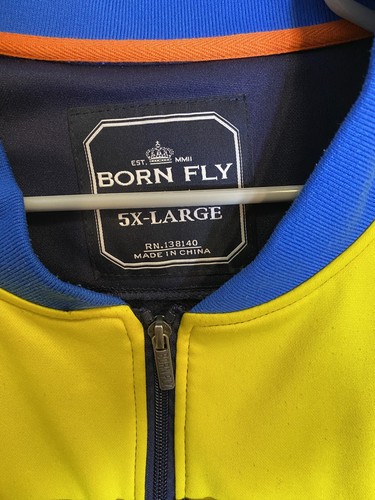 EST. MMII
BORN FLY
5X-LARGE
RN.138140
MADE IN CHINA